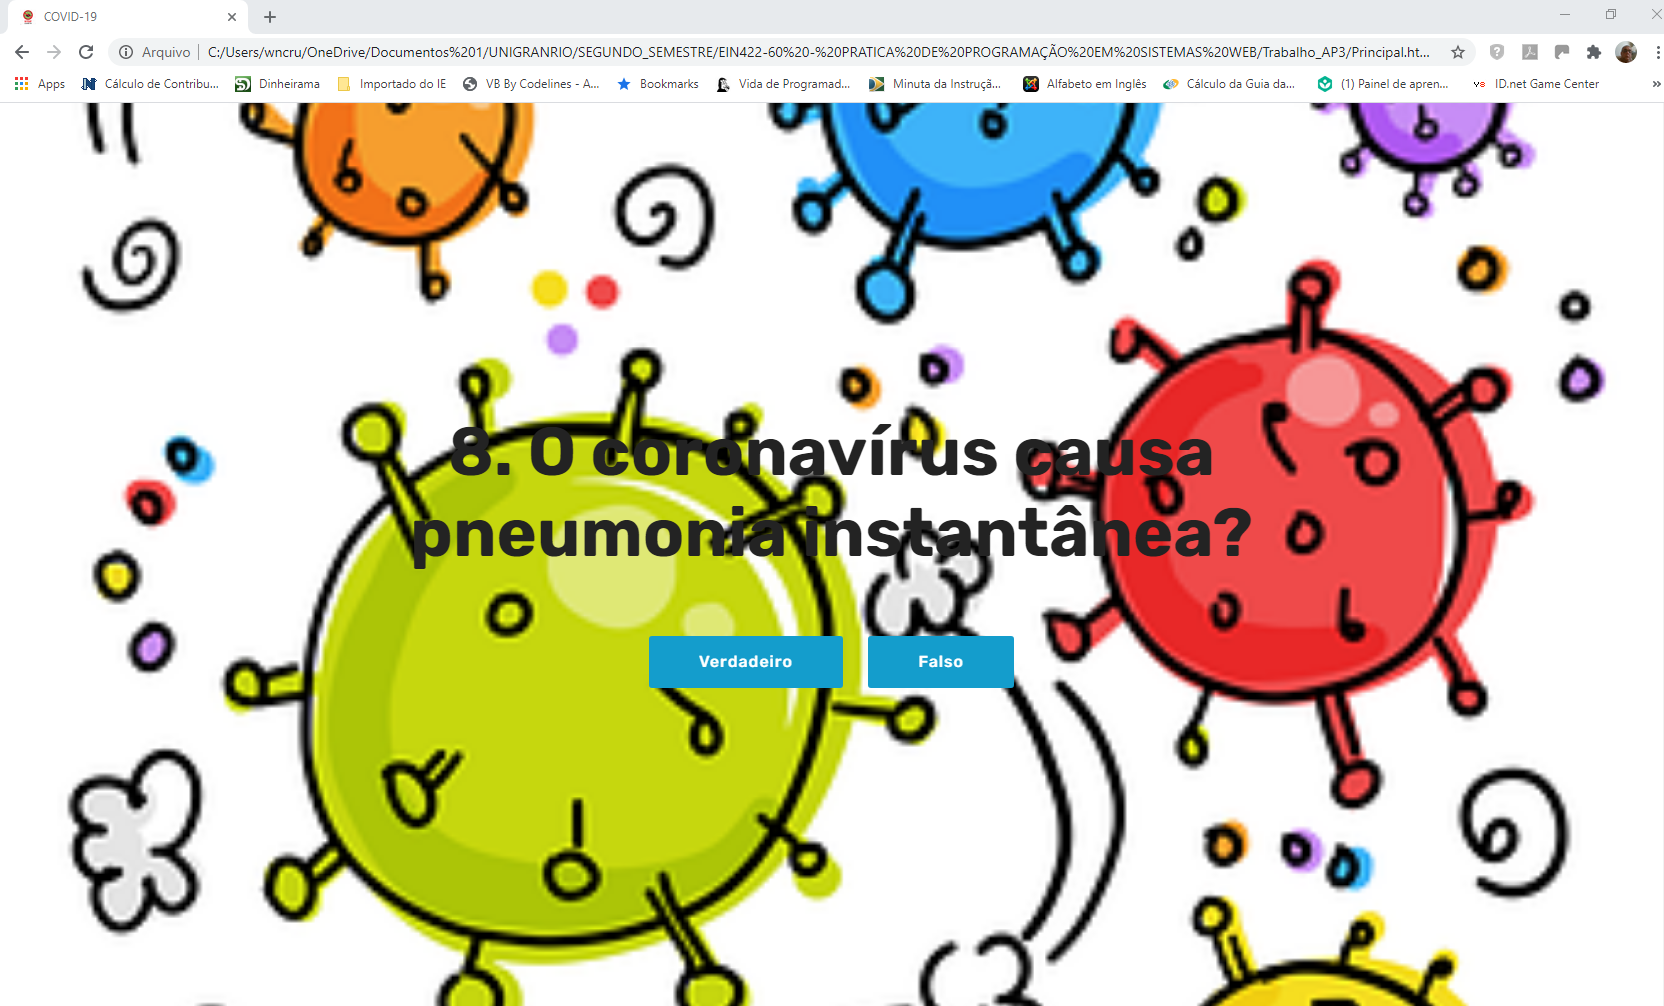 COVID-19
Arquivo C:/Users/wncru/OneDrive/Documentos%201/UNIGRANRIO/SEGUNDO_SEMESTRE/EIN422-60%20-%20PRATICA%20DE%20PROGRAMAÇÃO%20EM%20SISTEMAS%20WEB/Trabalho_AP3/Principal.ht...
Apps Cálculo de Contribu... Dinheirama Importado do IE VB By Codelines - A... Bookmarks Vida de Programad... Minuta da Instruçã... Alfabeto em Inglês Cálculo da Guia da... (1) Painel de apren... ID.net Game Center »
8. O coronavírus causa
pneumonia instantânea?
Verdadeiro Falso